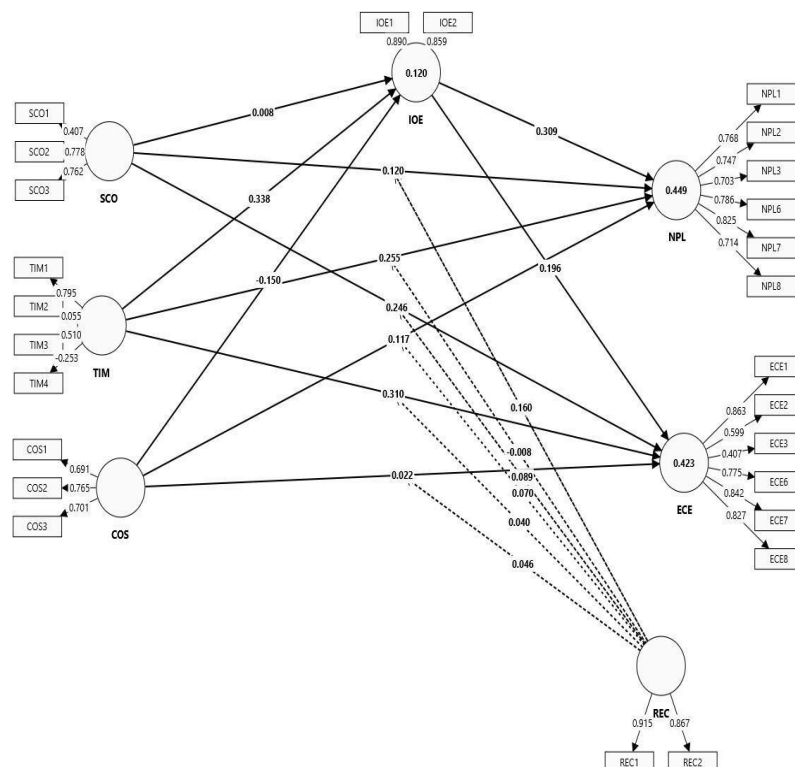 IOE1 IOE2
0.890 0.859
0.120
IOE
NPL1
SCO1
0.008
0.309
0.768
NPL2
0.407
0.747
SCO2
0.778
0.120
NPL3
0.703
0.762
0.449
0.786
NPL6
SCO3
SCO
0.338
0.825
NPL7
NPL
0.714
TIM1
0.255
0.196
NPL8
0.795
-0.150
TIM2
0.055
0.246
0.510
0.117
TIM3
-0.253
ECE1
TIM
TIM4
0.310
0.863
ECE2
0.160
0.599
COS1
ECE3
0.407
0.691
-0.008
0.423
0.775
ECE6
COS2
0.765
0.022
0.089
0.842
0.701
0.070
ECE7
COS3
0.827
ECE
COS
0.040
ECE8
0.046
REC
0.915 0.867
REC1 REC2